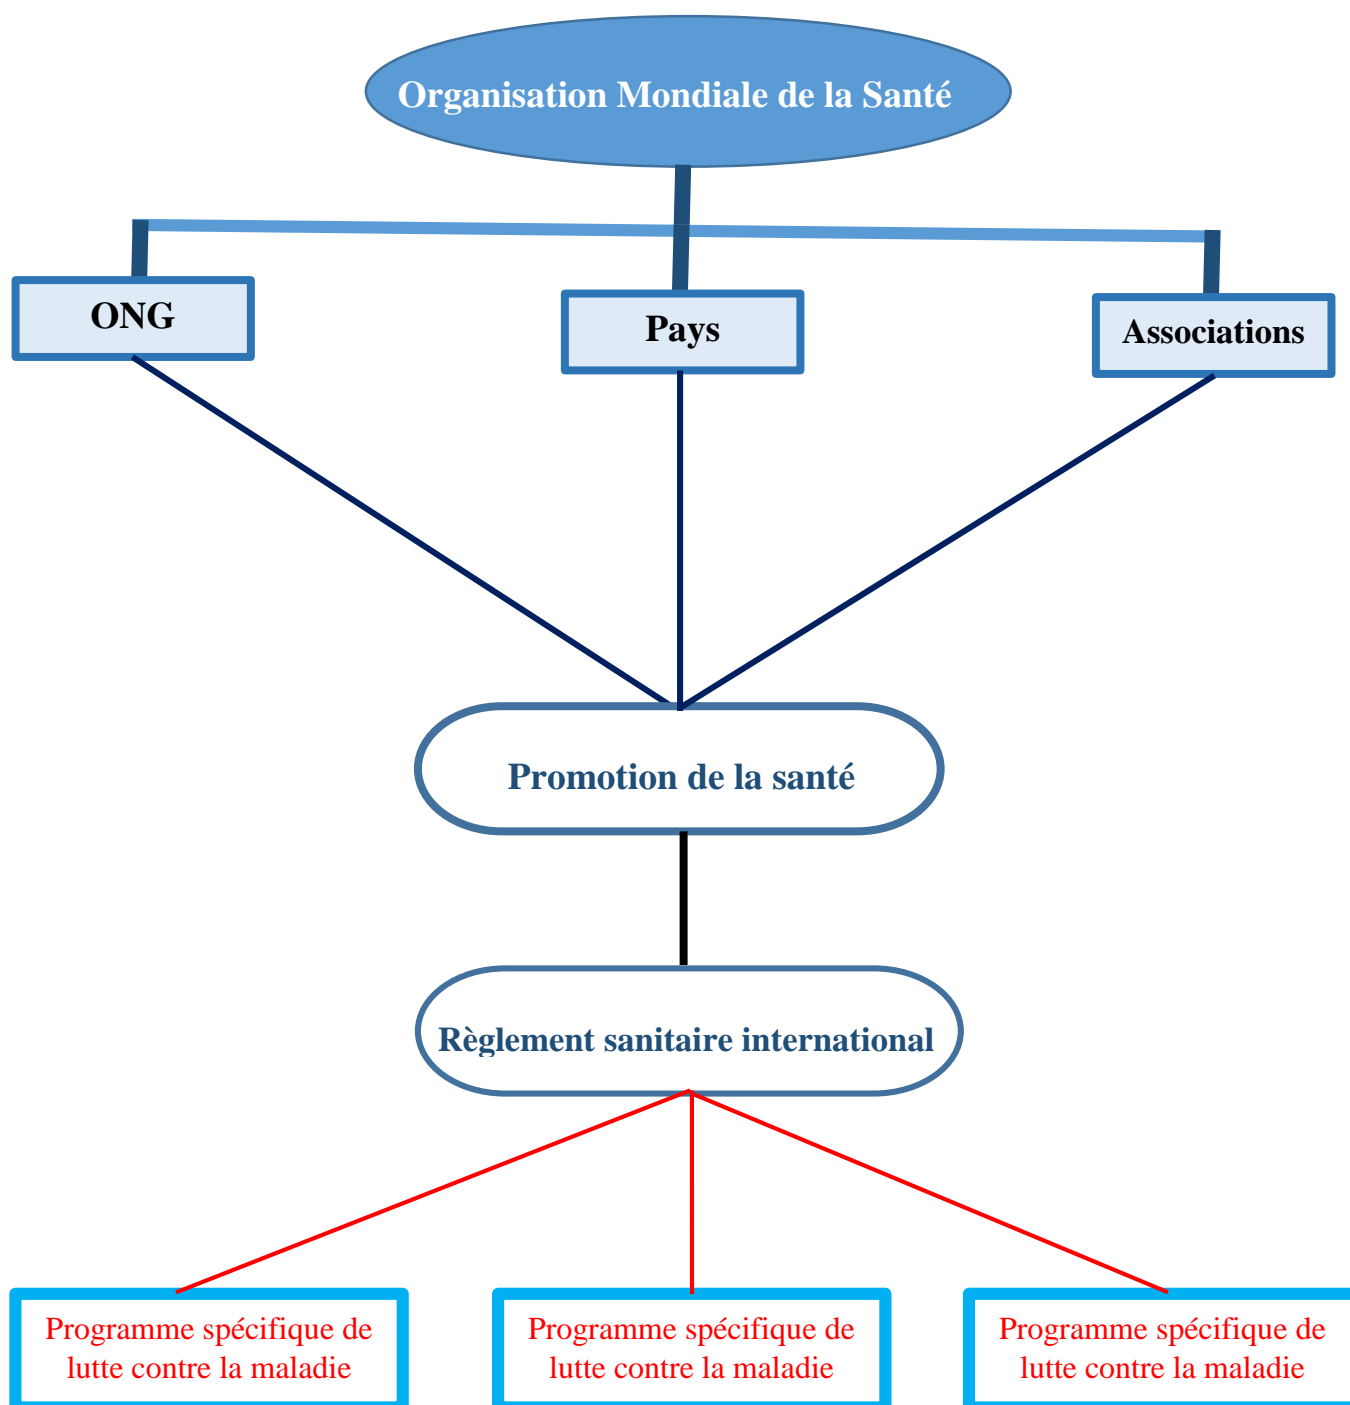 Organisation Mondiale de la Santé
ONG
Pays
Associations
Promotion de la santé
Règlement sanitaire international
Programme spécifique de
lutte contre la maladie
Programme spécifique de
lutte contre la maladie
Programme spécifique de
lutte contre la maladie